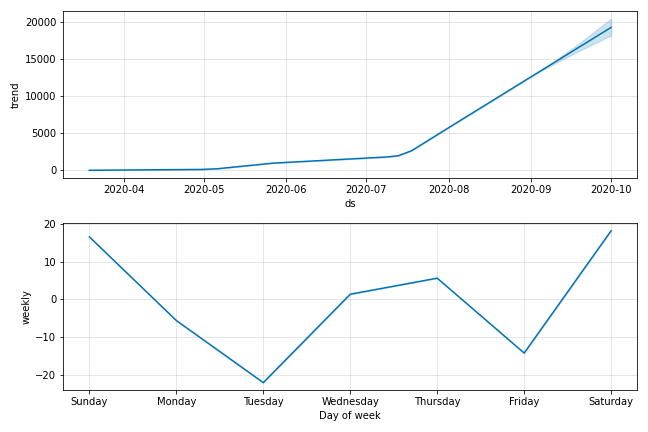 20000
15000
10000
5000
0
trend
2020-04 2020-05 2020-06 2020-07 2020-08 2020-09 2020-10
ds
20
10
0
−10
−20
weekly
Sunday Monday Tuesday Wednesday Thursday Friday Saturday
Day of week